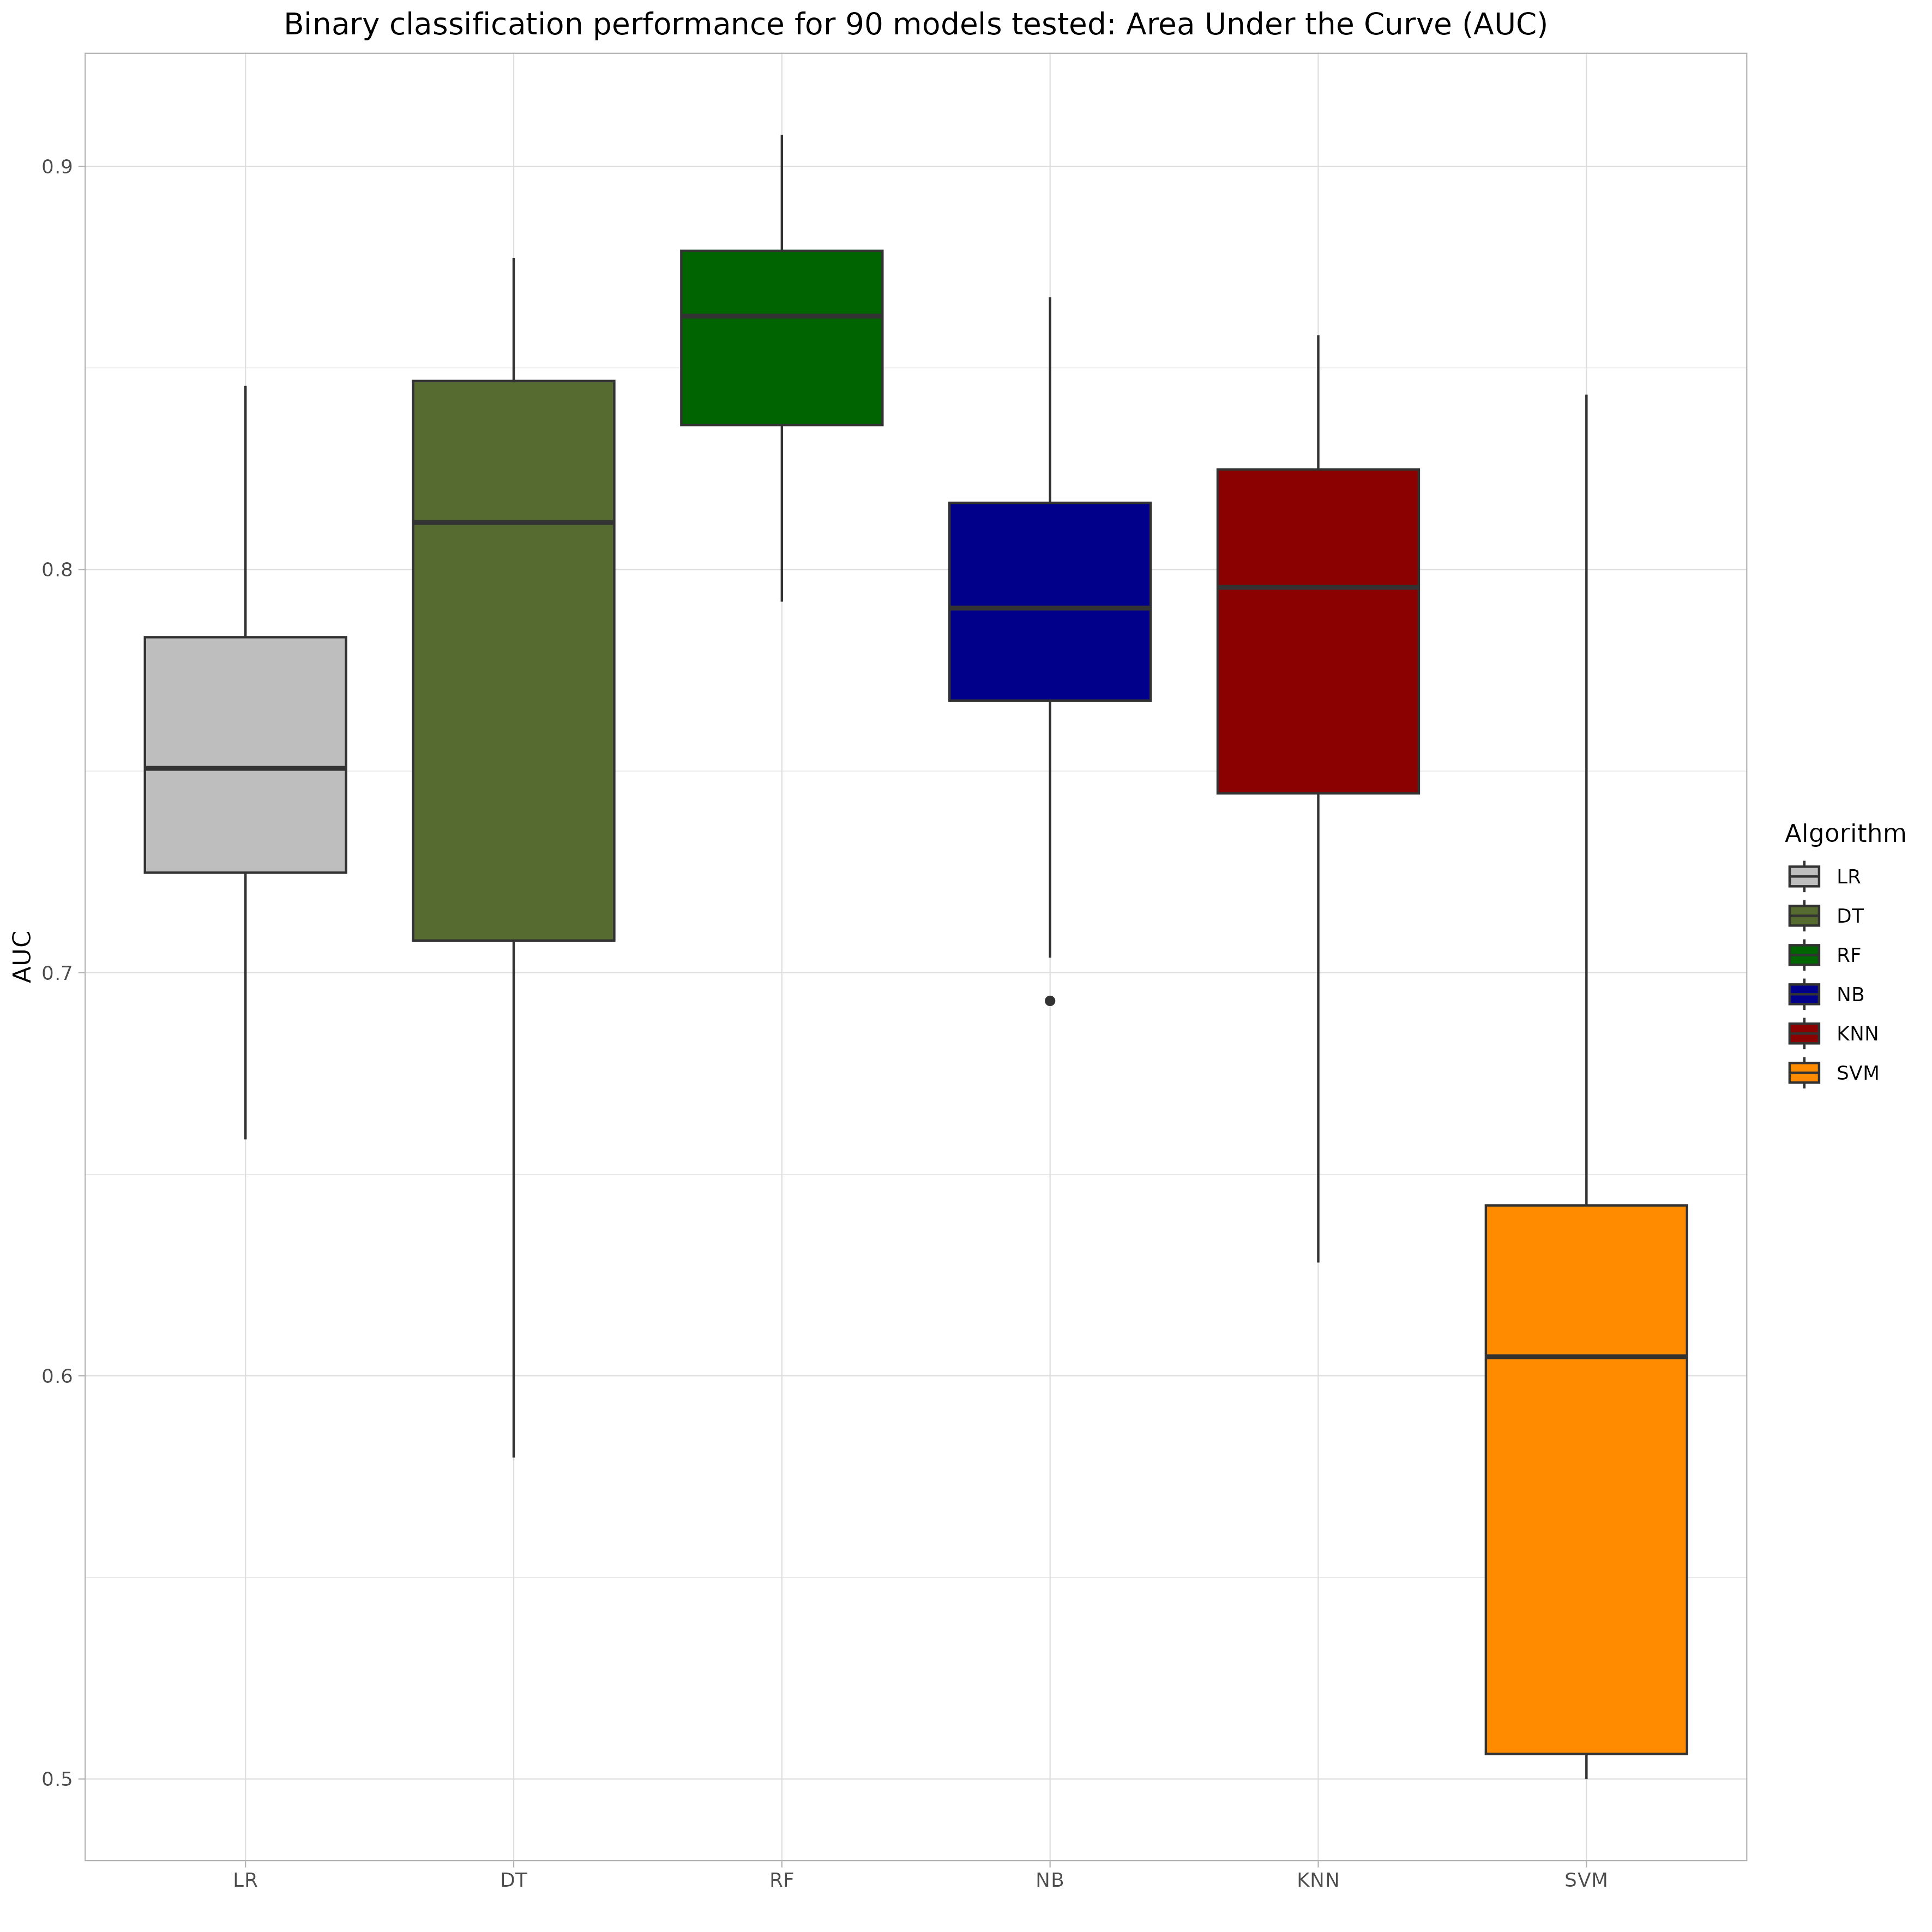 Binary classification performance for 90 models tested: Area Under the Curve (AUC)
AUC
0.9
0.8
0.7
0.6
0.5
LR
DT
RF
NB
KNN
SVM
Algorithm
LR
DT
RF
NB
KNN
SVM